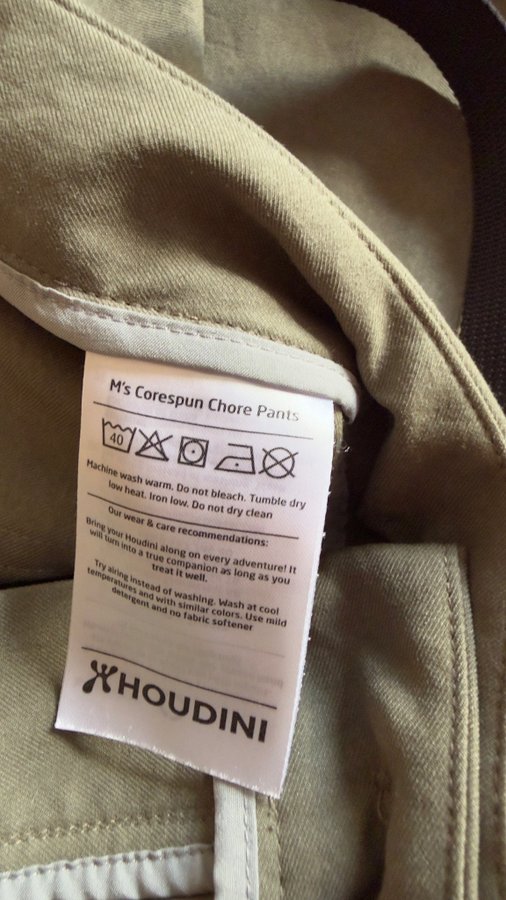 M's Corespun Chore Pants
40
Machine wash warm. Do not bleach. Tumble dry
low heat. Iron low. Do not dry clean
Our wear & care recommendations:
Bring your Houdini along on every adventure! It
will turn into a true companion as long as you
treat it well.
Try airing instead of washing. Wash at cool
temperatures and with similar colors. Use mild
detergent and no fabric softener
HOUDINI